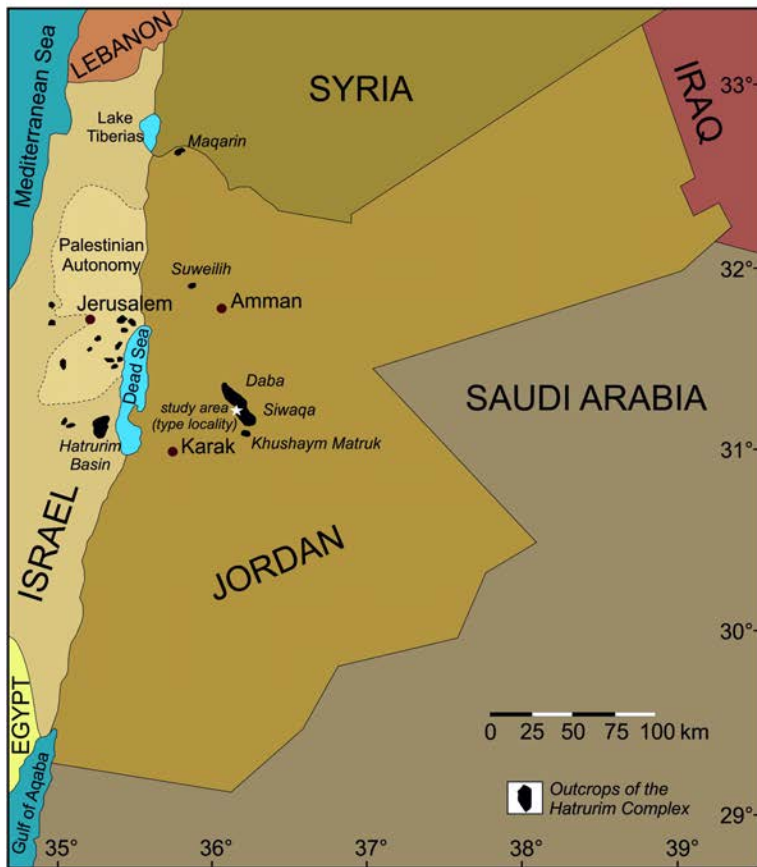 Mediterranean Sea
LEBANON
SYRIA
IRAQ
33°
Lake
Tiberias
Maqarin
Palestinian
Autonomy
Suweilih
32°
Jerusalem
Amman
Dead Sea
Daba
study area
(type locality)
Siwaqa
SAUDI ARABIA
Khushaym Matruk
Karak
31°
Hatrurim
Basin
ISRAEL
JORDAN
30°
EGYPT
0 25 50 75 100 km
Gulf of Aqaba
Outcrops of the
Hatrurim Complex
29°
35° 36° 37° 38° 39°